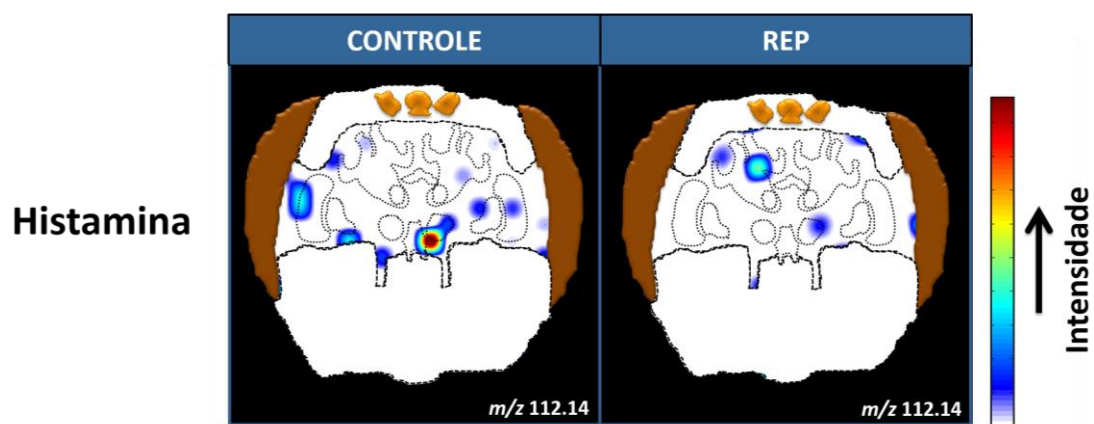 CONTROLE
REP
Histamina
m/z 112.14
m/z 112.14
Intensidade